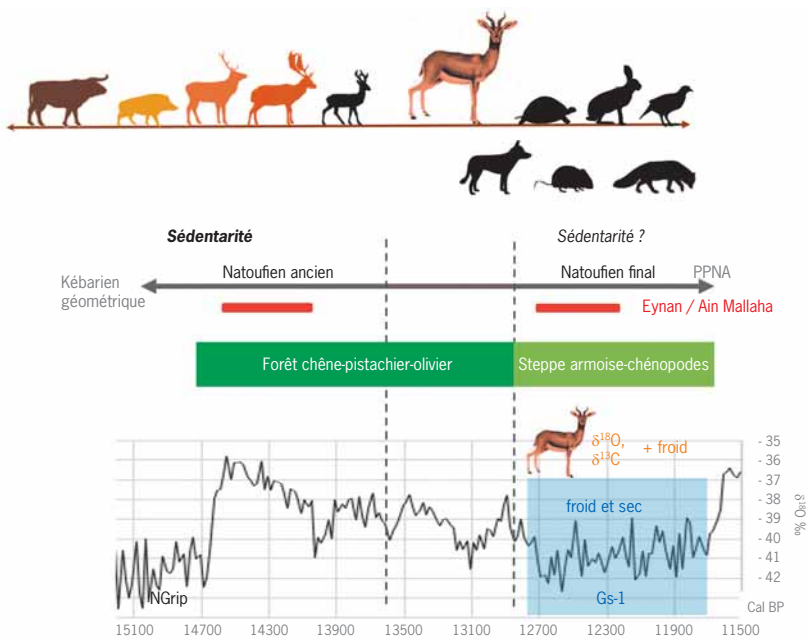 Sédentarité
Sédentarité ?
Kébarien
géométrique
Natoufien ancien
Natoufien final
PPNA
Eynan / Ain Mallaha
Forêt chêne-pistachier-olivier
Steppe armoise-chénopodes
δ¹⁸O,
δ¹³C
+ froid
froid et sec
NGrip
Gs-1
- 35
- 36
- 37
- 38
- 39
- 40
- 41
- 42
δ¹⁸O ‰
Cal BP
15100 14700 14300 13900 13500 13100 12700 12300 11900 11500